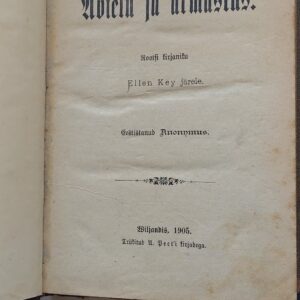 Abielu ja armastus.
Rootsi kirjaniku
Ellen Key järele.
Eestistanud Anonymus.
Wiljandis, 1905.
Trükitud A. Peet'i kirjadega.